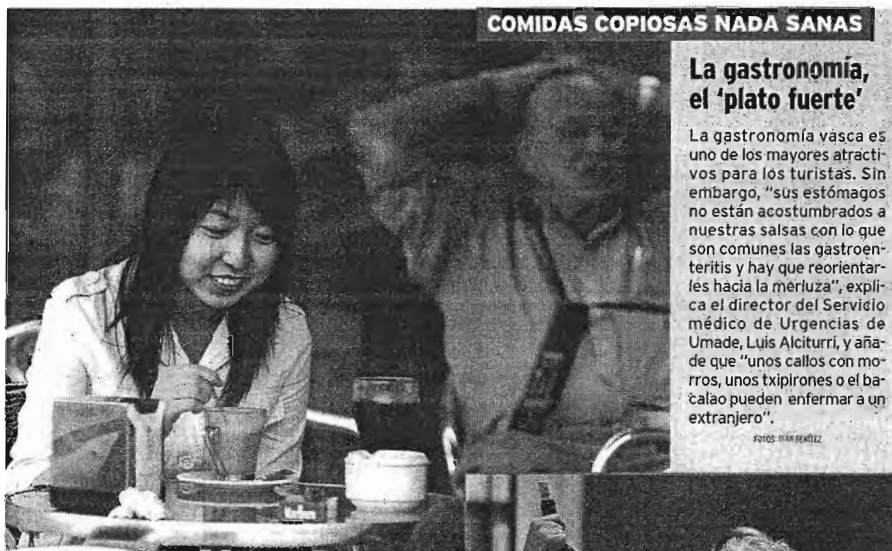 COMIDAS COPIOSAS NADA SANAS
La gastronomía,
el ‘plato fuerte’
La gastronomía vasca es
uno de los mayores atracti-
vos para los turistas. Sin
embargo, “sus estómagos
no están acostumbrados a
nuestras salsas con lo que
son comunes las gastroen-
teritis y hay que reorientar-
les hacia la merluza”, expli-
ca el director del Servicio
médico de Urgencias de
Umade, Luis Alciturri, y aña-
de que “unos callos con mo-
rros, unos txipirones o el ba-
calao pueden enfermar a un
extranjero”.
FOTOS: IVÁN BENÍTEZ